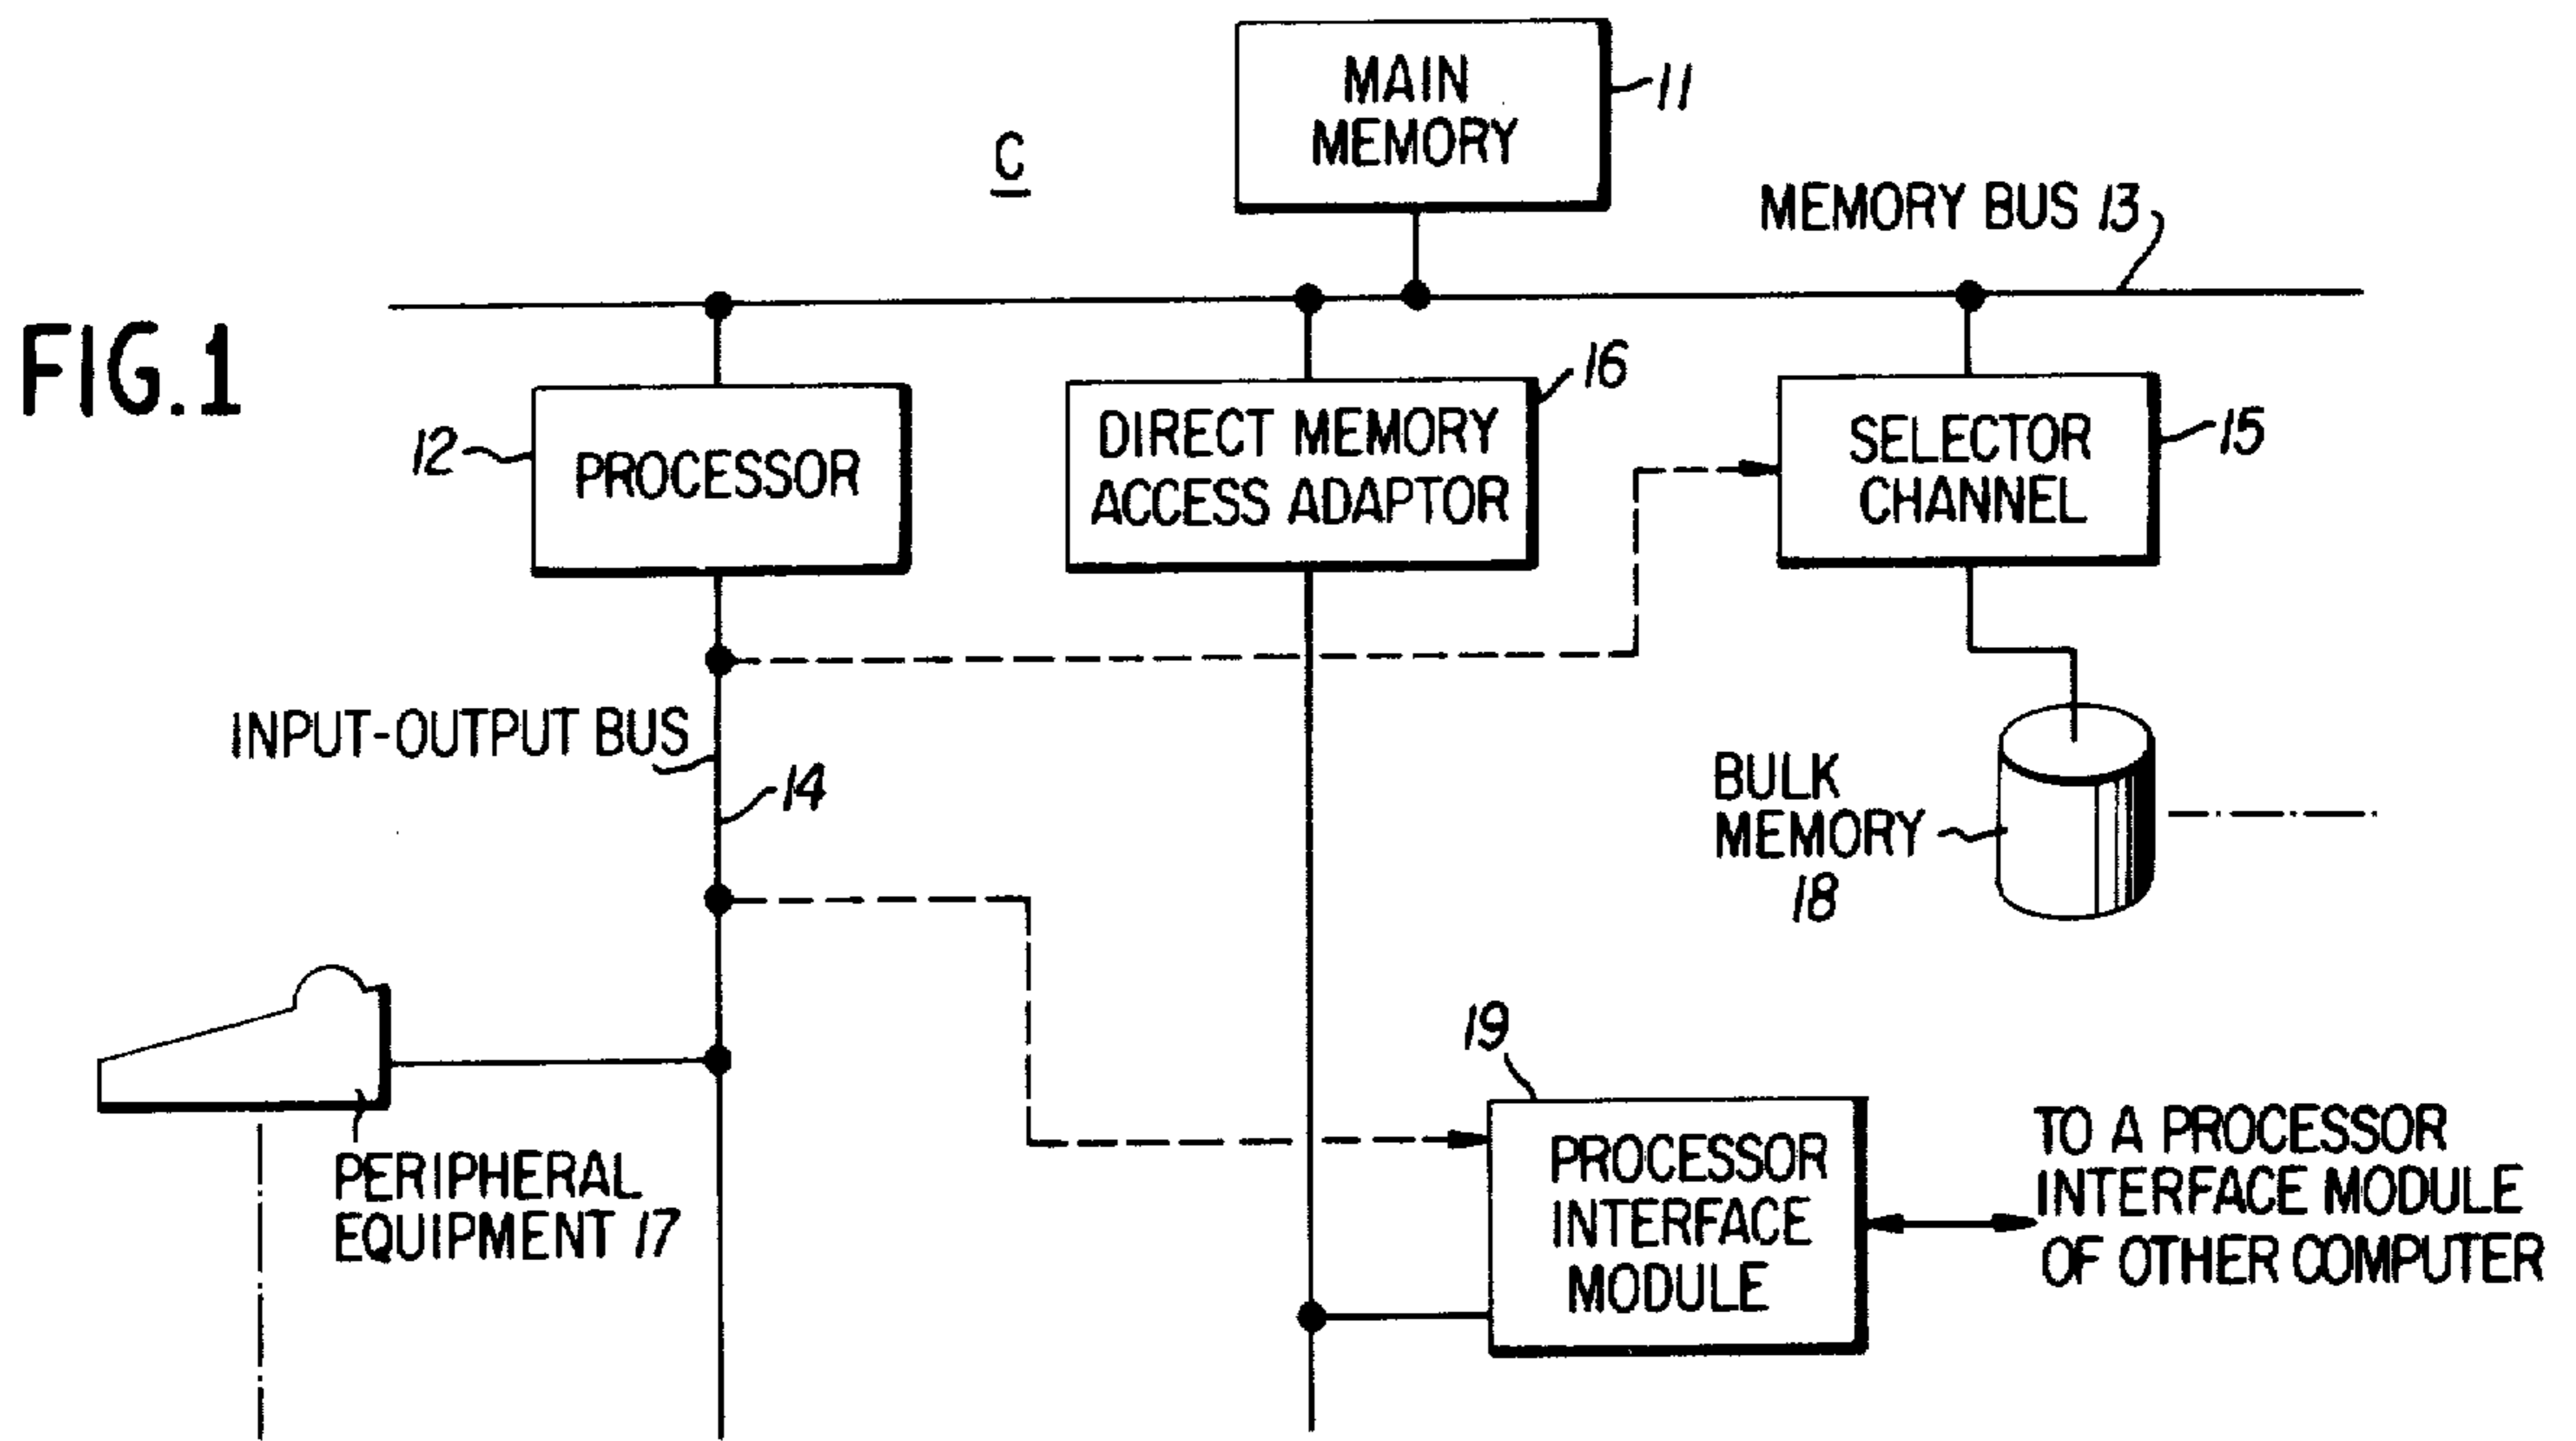 MAIN
MEMORY
11
C
MEMORY BUS 13
FIG.1
12
PROCESSOR
DIRECT MEMORY
ACCESS ADAPTOR
16
SELECTOR
CHANNEL
15
INPUT-OUTPUT BUS
14
BULK
MEMORY
18
PERIPHERAL
EQUIPMENT 17
19
PROCESSOR
INTERFACE
MODULE
TO A PROCESSOR
INTERFACE MODULE
OF OTHER COMPUTER